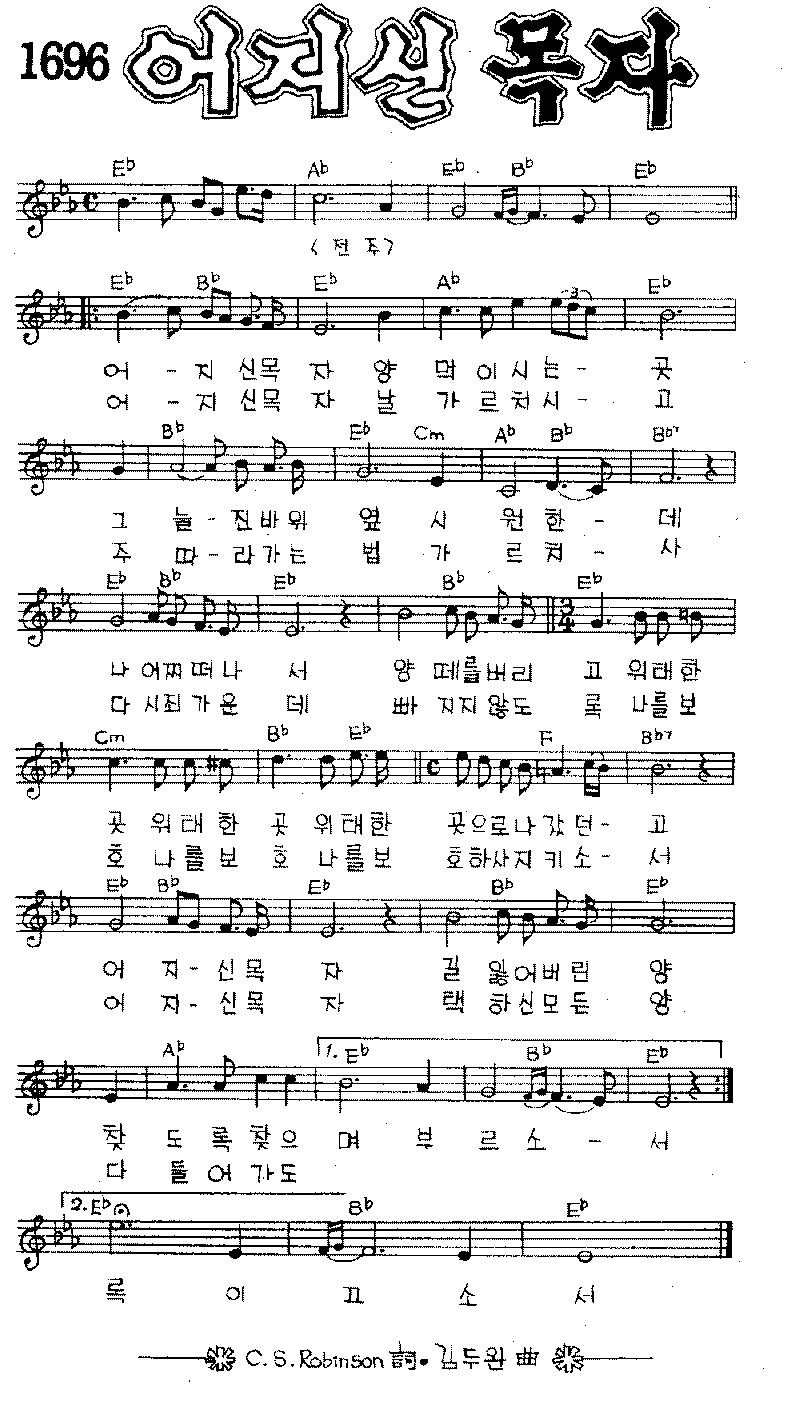 1696 어지신 목자
E♭ A♭ E♭ B♭ E♭
<전주>
E♭ B♭ E♭ A♭ 3 E♭
어 - 지 신목 자 양 먹 이 시 는 - 곳
어 - 지 신목 자 날 가 르 쳐 시 - 고
B♭ E♭ Cm A♭ B♭ B♭7
그 늘 - 진바위 옆 시 원 한 - 데
주 따 - 라가는 법 가 르 쳐 - 사
E♭ B♭ E♭ B♭ E♭
나 어찌 떠나 서 양 떼를버리 고 위태한
다 시죄 가운 데 빠 지지않도 록 나를보
Cm B♭ E♭ F B♭7
곳 위태 한 곳 위태한 곳으로나 갔 던 - 고
호 나를 보 호 나를보 호하사지 키 소 - 서
E♭ B♭ E♭ B♭ E♭
어 지 - 신목 자 길 잃어버린 양
어 지 - 신목 자 택 하신모든 양
A♭ 1. E♭ B♭ E♭
찾 도 록찾으 며 부 르 소 - 서
다 들 어 가도
2. E♭ B♭ E♭
록 이 끄 소 서
C. S. Robinson 詞. 김두완 曲